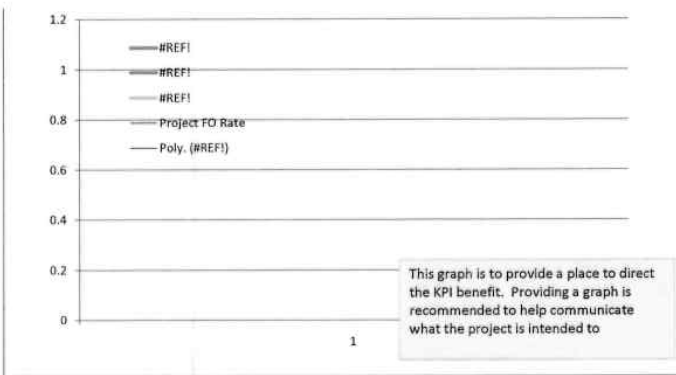 1.2
#REF!
1
#REF!
#REF!
0.8
Project FO Rate
Poly. (#REF!)
0.6
0.4
0.2
0
1
This graph is to provide a place to direct
the KPI benefit. Providing a graph is
recommended to help communicate
what the project is intended to